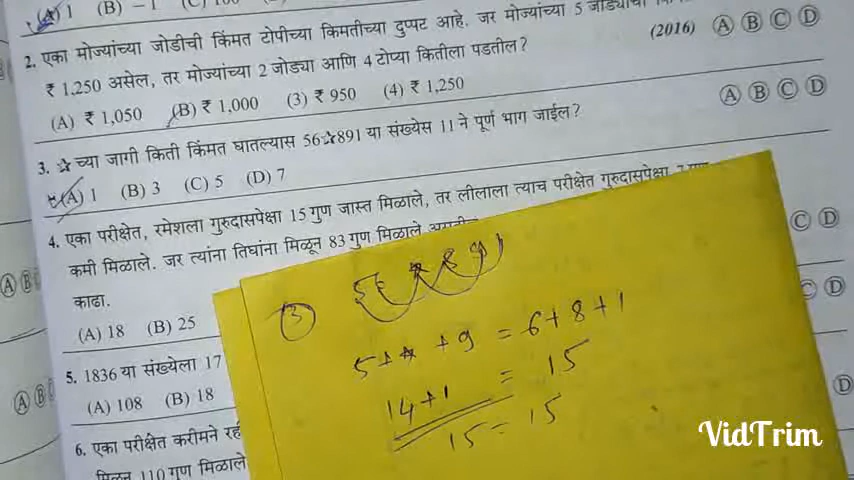 (A) 1 (B) - 1 (C) 100
2. एका मोज्यांच्या जोडीची किंमत टोपीच्या किमतीच्या दुप्पट आहे. जर मोज्यांच्या 5 जोड्यांची
₹ 1,250 असेल, तर मोज्यांच्या 2 जोड्या आणि 4 टोप्या कितीला पडतील? (2016) Ⓐ Ⓑ Ⓒ Ⓓ
(A) ₹ 1,050 (B) ₹ 1,000 (3) ₹ 950 (4) ₹ 1,250
3. ☆ च्या जागी किती किंमत घातल्यास 56☆891 या संख्येस 11 ने पूर्ण भाग जाईल? Ⓐ Ⓑ Ⓒ Ⓓ
(A) 1 (B) 3 (C) 5 (D) 7
4. एका परीक्षेत, रमेशला गुरुदासपेक्षा 15 गुण जास्त मिळाले, तर लीलाला त्याच परीक्षेत गुरुदासपेक्षा 7 गुण
कमी मिळाले. जर त्यांना तिघांना मिळून 83 गुण मिळाले Ⓒ Ⓓ
काढा.
(A) 18 (B) 25
5. 1836 या संख्येला 17
(A) 108 (B) 18
6. एका परीक्षेत करीमने
मिळून 110 गुण मिळाले
Ⓐ Ⓑ
Ⓒ Ⓓ
Ⓐ Ⓑ
Ⓓ
③ 56*891
5 + * + 9 = 6 + 8 + 1
14 + 1 = 15
15 = 15
VidTrim